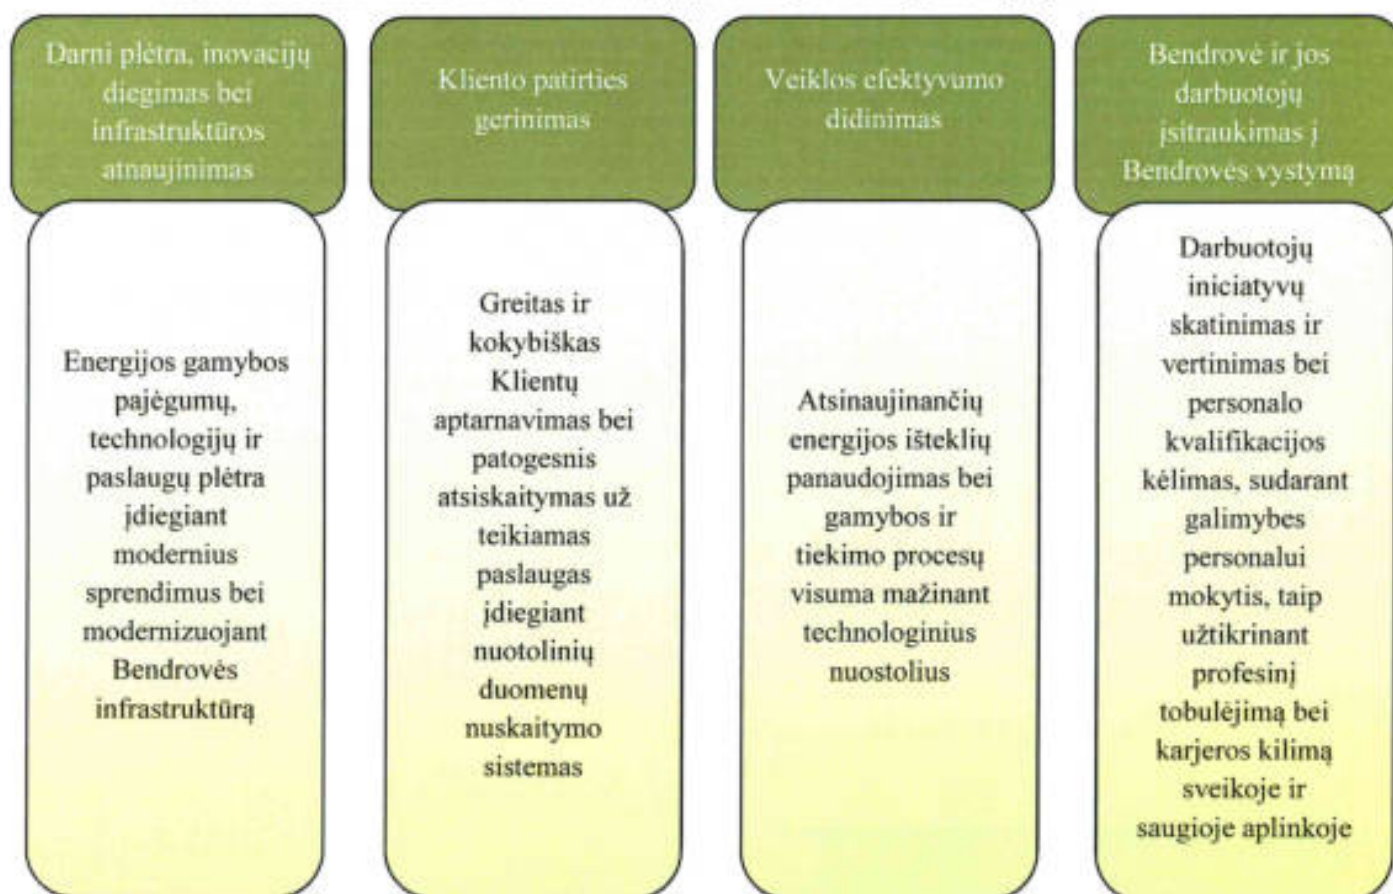 Darni plėtra, inovacijų
diegimas bei
infrastruktūros
atnaujinimas
Energijos gamybos
pajėgumų,
technologijų ir
paslaugų plėtra
įdiegiant
modernius
sprendimus bei
modernizuojant
Bendrovės
infrastruktūrą
Kliento patirties
gerinimas
Greitas ir
kokybiškas
Klientų
aptarnavimas bei
patogesnis
atsiskaitymas už
teikiamas
paslaugas
įdiegiant
nuotolinių
duomenų
nuskaitymo
sistemas
Veiklos efektyvumo
didinimas
Atsinaujinančių
energijos išteklių
panaudojimas bei
gamybos ir
tiekimo procesų
visuma mažinant
technologinius
nuostolius
Bendrovė ir jos
darbuotojų
įsitraukimas į
Bendrovės vystymą
Darbuotojų
iniciatyvų
skatinimas ir
vertinimas bei
personalo
kvalifikacijos
kėlimas, sudarant
galimybes
personalui
mokytis, taip
užtikrinant
profesinį
tobulėjimą bei
karjeros kilimą
sveikoje ir
saugioje aplinkoje